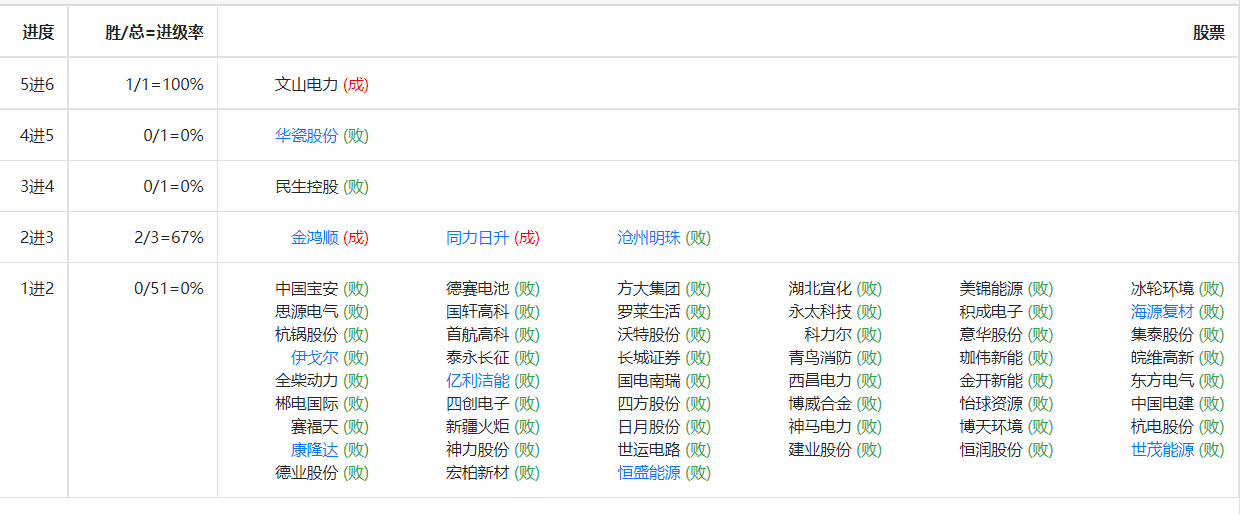 进度 胜/总=进级率 股票
5进6 1/1=100% 文山电力 (成)
4进5 0/1=0% 华瓷股份 (败)
3进4 0/1=0% 民生控股 (败)
2进3 2/3=67% 金鸿顺 (成) 同力日升 (成) 沧州明珠 (败)
1进2 0/51=0% 中国宝安 (败) 德赛电池 (败) 方大集团 (败) 湖北宜化 (败) 美锦能源 (败) 冰轮环境 (败)
思源电气 (败) 国轩高科 (败) 罗莱生活 (败) 永太科技 (败) 积成电子 (败) 海源复材 (败)
杭锅股份 (败) 首航高科 (败) 沃特股份 (败) 科力尔 (败) 意华股份 (败) 集泰股份 (败)
伊戈尔 (败) 泰永长征 (败) 长城证券 (败) 青鸟消防 (败) 珈伟新能 (败) 皖维高新 (败)
全柴动力 (败) 亿利洁能 (败) 国电南瑞 (败) 西昌电力 (败) 金开新能 (败) 东方电气 (败)
郴电国际 (败) 四创电子 (败) 四方股份 (败) 博威合金 (败) 怡球资源 (败) 中国电建 (败)
赛福天 (败) 新疆火炬 (败) 日月股份 (败) 神马电力 (败) 博天环境 (败) 杭电股份 (败)
康隆达 (败) 神力股份 (败) 世运电路 (败) 建业股份 (败) 恒润股份 (败) 世茂能源 (败)
德业股份 (败) 宏柏新材 (败) 恒盛能源 (败)